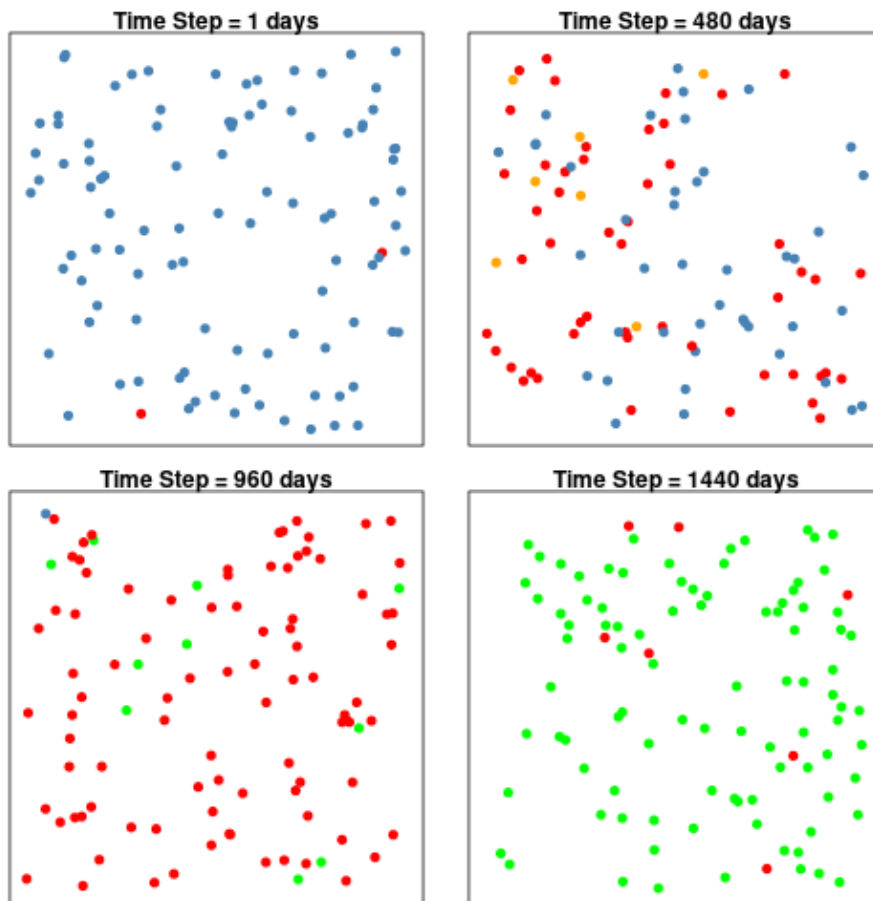 Time Step = 1 days
Time Step = 480 days
Time Step = 960 days
Time Step = 1440 days